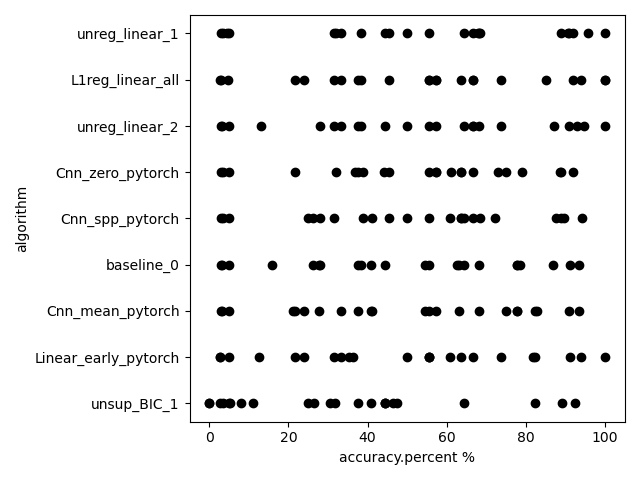 unreg_linear_1
L1reg_linear_all
unreg_linear_2
Cnn_zero_pytorch
Cnn_spp_pytorch
baseline_0
Cnn_mean_pytorch
Linear_early_pytorch
unsup_BIC_1
algorithm
0 20 40 60 80 100
accuracy.percent %